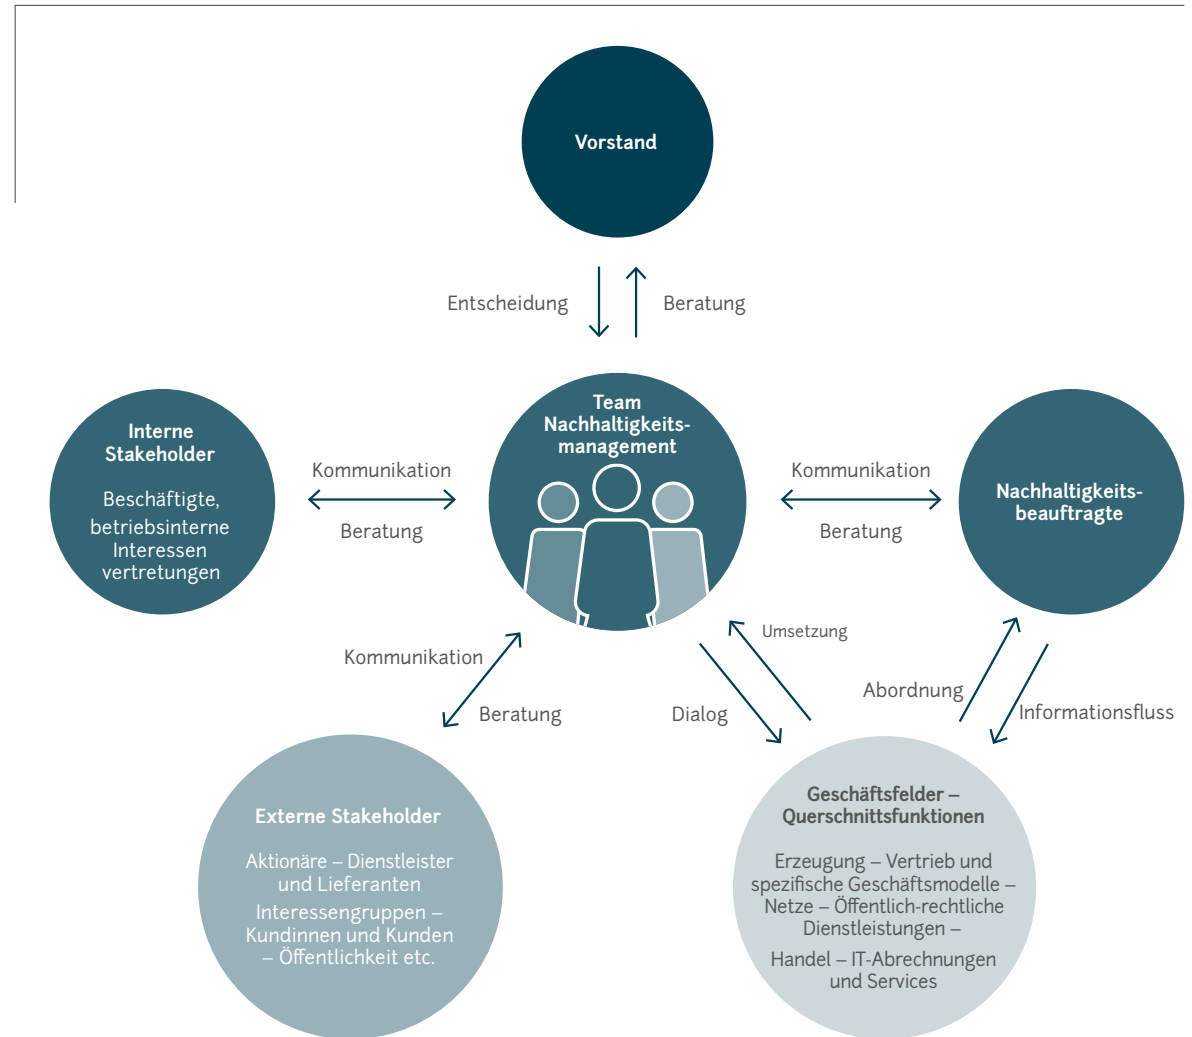 Vorstand
Entscheidung
Beratung
Interne
Stakeholder
Beschäftigte,
betriebsinterne
Interessen
vertretungen
Kommunikation
Beratung
Team
Nachhaltigkeits-
management
Kommunikation
Beratung
Nachhaltigkeits-
beauftragte
Kommunikation
Beratung
Umsetzung
Dialog
Abordnung
Informationsfluss
Externe Stakeholder
Aktionäre – Dienstleister
und Lieferanten
Interessengruppen –
Kundinnen und Kunden
– Öffentlichkeit etc.
Geschäftsfelder –
Querschnittsfunktionen
Erzeugung – Vertrieb und
spezifische Geschäftsmodelle –
Netze – Öffentlich-rechtliche
Dienstleistungen –
Handel – IT-Abrechnungen
und Services